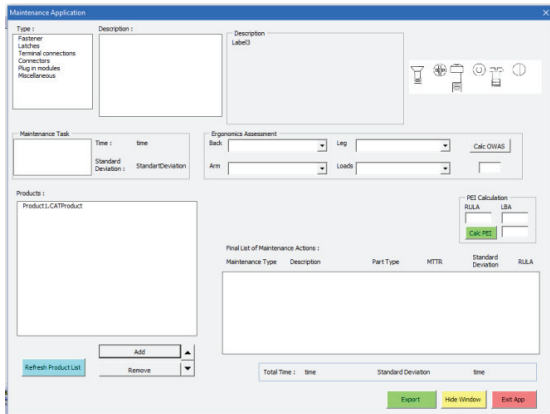 Maintenance Application
Type :
Description :
Fastener
Latches
Terminal connections
Connectors
Plug in modules
Miscellaneous
Description
Label3
Maintenance Task
Time :
time
Standard
Deviation :
StandartDeviation
Ergonomics Assessment
Back
Leg
Calc OWAS
Arm
Loads
Products :
Product1.CATProduct
PEI Calculation
RULA
LBA
Calc PEI
Final List of Maintenance Actions :
Maintenance Type
Description
Part Type
MTTR
Standard
Deviation
RULA
Add
Remove
Refresh Product List
Total Time :
time
Standard Deviation
time
Export
Hide Window
Exit App